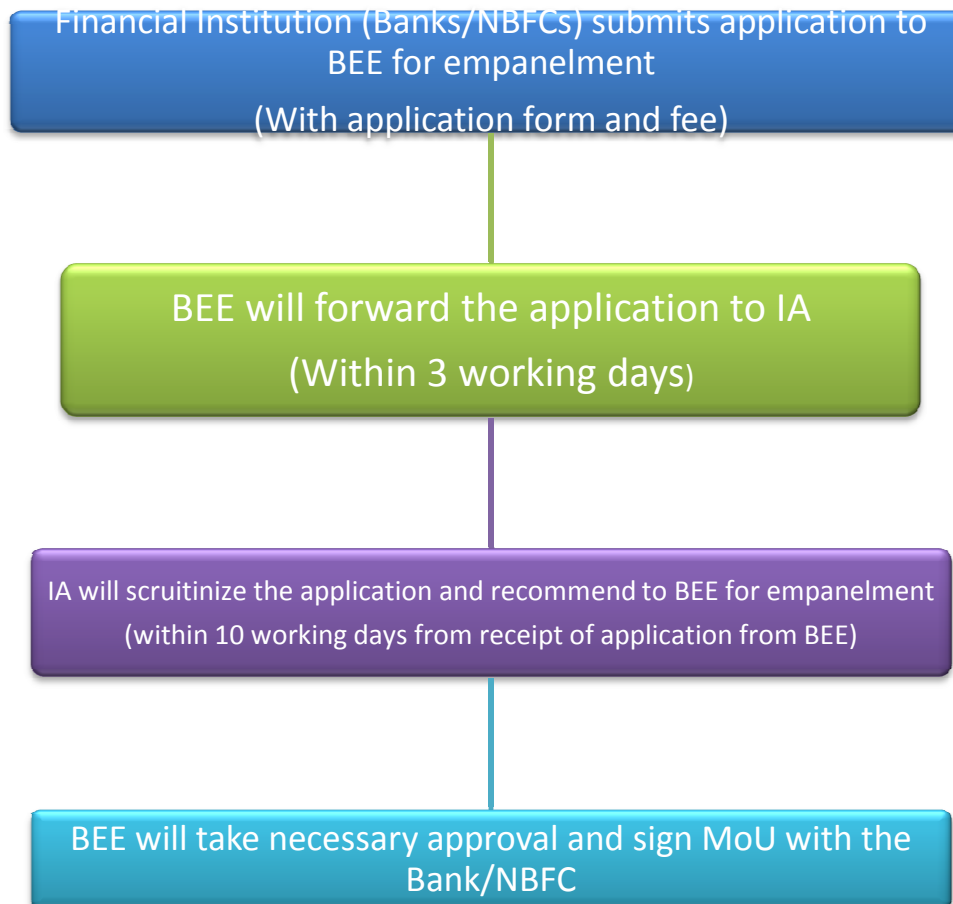 Financial Institution (Banks/NBFCs) submits application to
BEE for empanelment
(With application form and fee)
BEE will forward the application to IA
(Within 3 working days)
IA will scruitinize the application and recommend to BEE for empanelment
(within 10 working days from receipt of application from BEE)
BEE will take necessary approval and sign MoU with the
Bank/NBFC